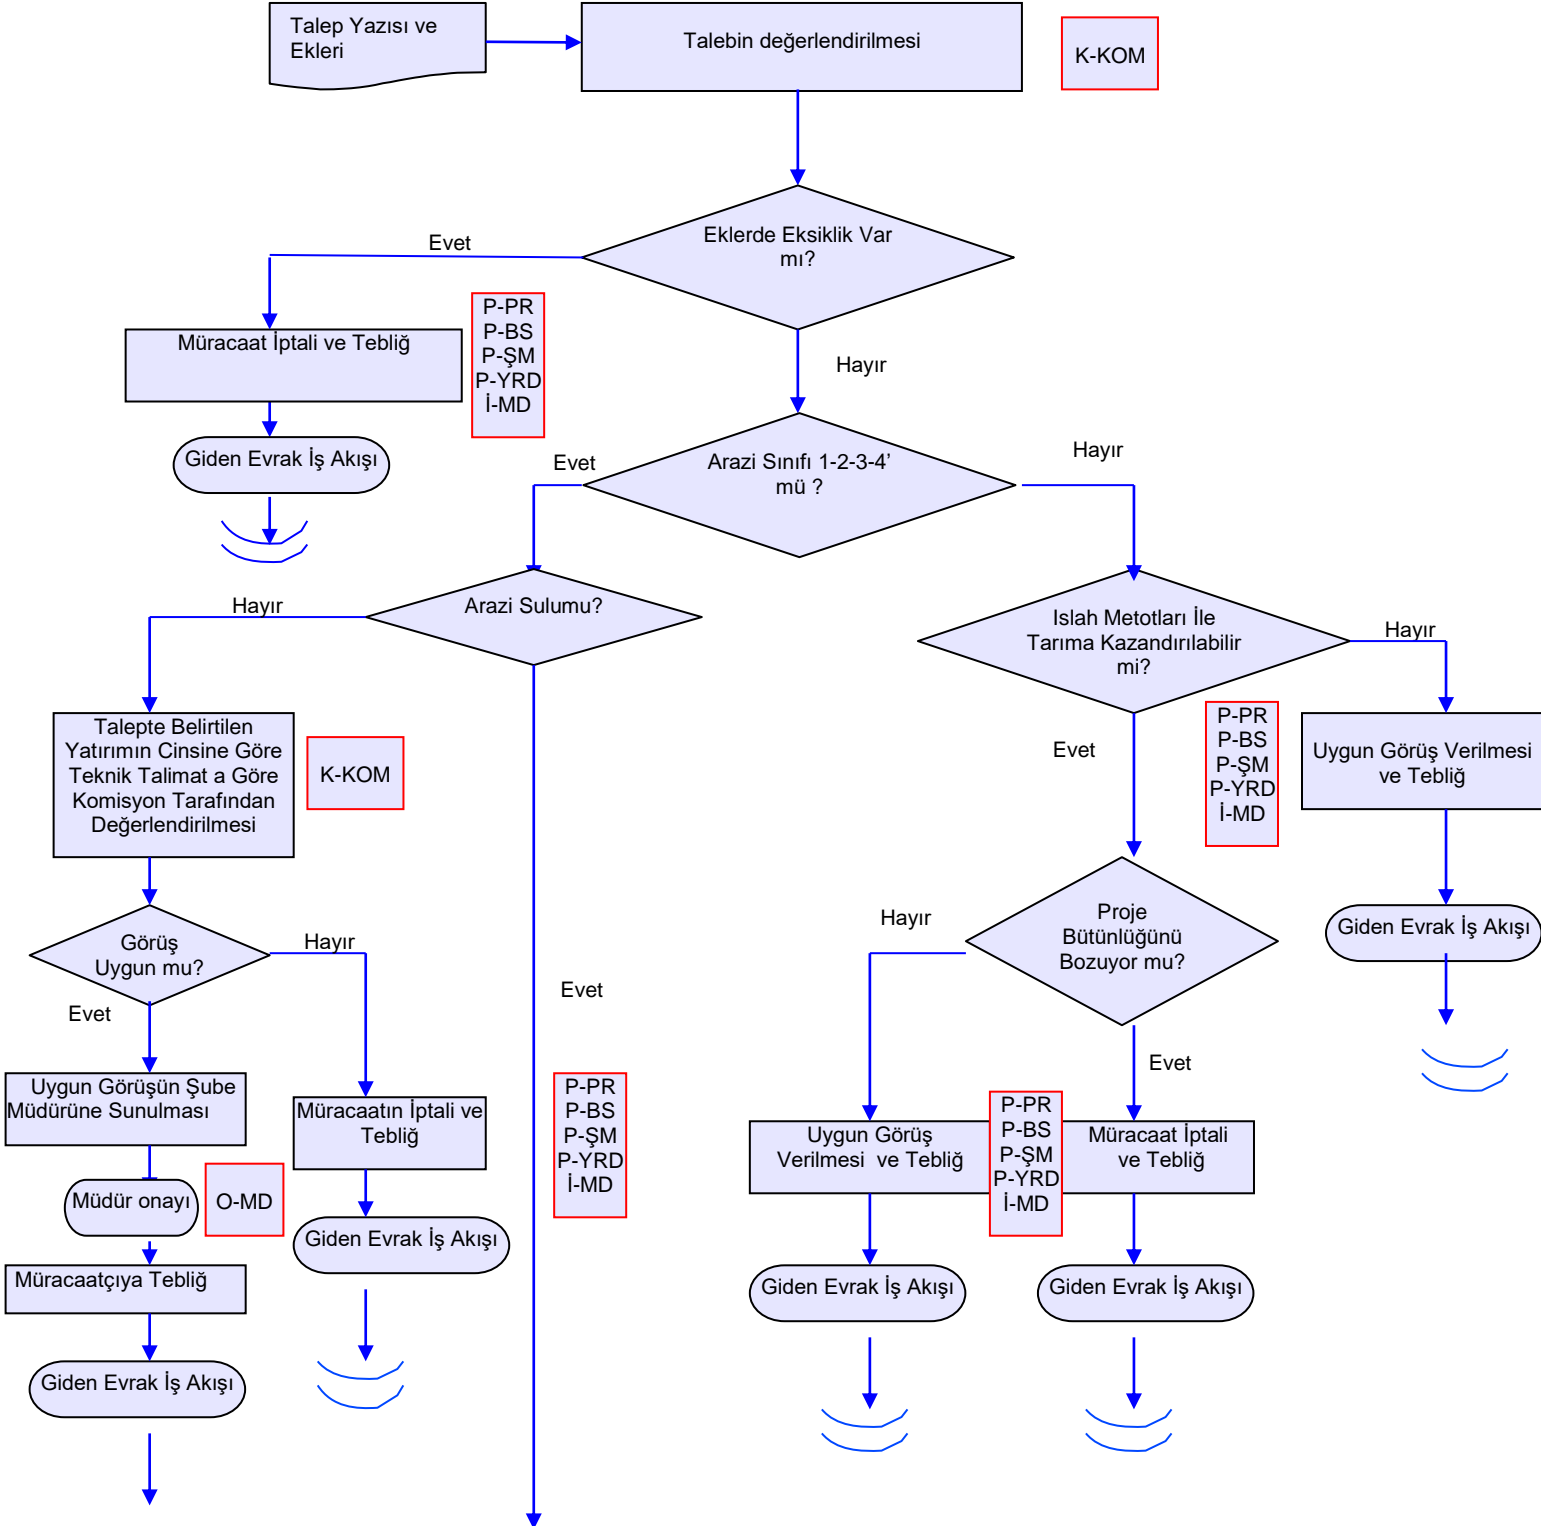 Talep Yazısı ve
Ekleri
Talebin değerlendirilmesi
K-KOM
Eklerde Eksiklik Var
mı?
Evet
Hayır
Müracaat İptali ve Tebliğ
P-PR
P-BS
P-ŞM
P-YRD
İ-MD
Giden Evrak İş Akışı
Arazi Sınıfı 1-2-3-4'
mü ?
Evet
Hayır
Arazi Sulumu?
Hayır
Islah Metotları İle
Tarıma Kazandırılabilir
mi?
Hayır
Evet
P-PR
P-BS
P-ŞM
P-YRD
İ-MD
Uygun Görüş Verilmesi
ve Tebliğ
Talepte Belirtilen
Yatırımın Cinsine Göre
Teknik Talimat a Göre
Komisyon Tarafından
Değerlendirilmesi
K-KOM
Giden Evrak İş Akışı
Proje
Bütünlüğünü
Bozuyor mu?
Hayır
Evet
Görüş
Uygun mu?
Hayır
Evet
Evet
Uygun Görüşün Şube
Müdürüne Sunulması
Müracaatın İptali ve
Tebliğ
P-PR
P-BS
P-ŞM
P-YRD
İ-MD
Uygun Görüş
Verilmesi ve Tebliğ
P-PR
P-BS
P-ŞM
P-YRD
İ-MD
Müracaat İptali
ve Tebliğ
Müdür onayı
O-MD
Giden Evrak İş Akışı
Müracaatçıya Tebliğ
Giden Evrak İş Akışı
Giden Evrak İş Akışı
Giden Evrak İş Akışı